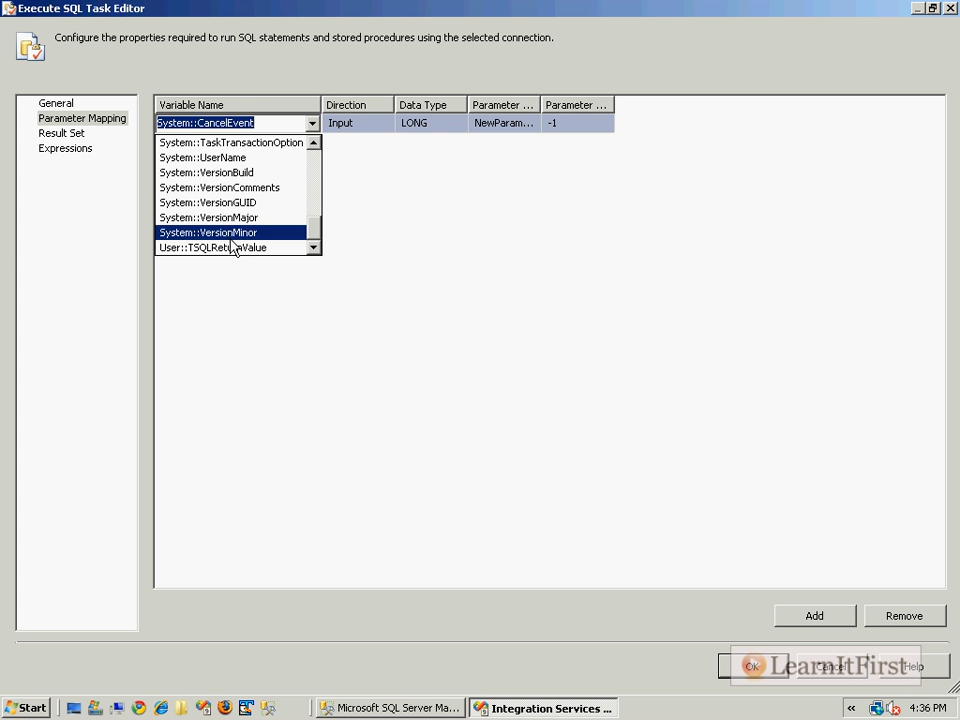 Execute SQL Task Editor
Configure the properties required to run SQL statements and stored procedures using the selected connection.
General
Parameter Mapping
Result Set
Expressions
Variable Name Direction Data Type Parameter ... Parameter ...
System::CancelEvent Input LONG NewParam... -1
System::TaskTransactionOption
System::UserName
System::VersionBuild
System::VersionComments
System::VersionGUID
System::VersionMajor
System::VersionMinor
User::TSQLReturnValue
Add Remove
OK Cancel Help
LearnItFirst
Start Microsoft SQL Server Ma... Integration Services ... « 4:36 PM